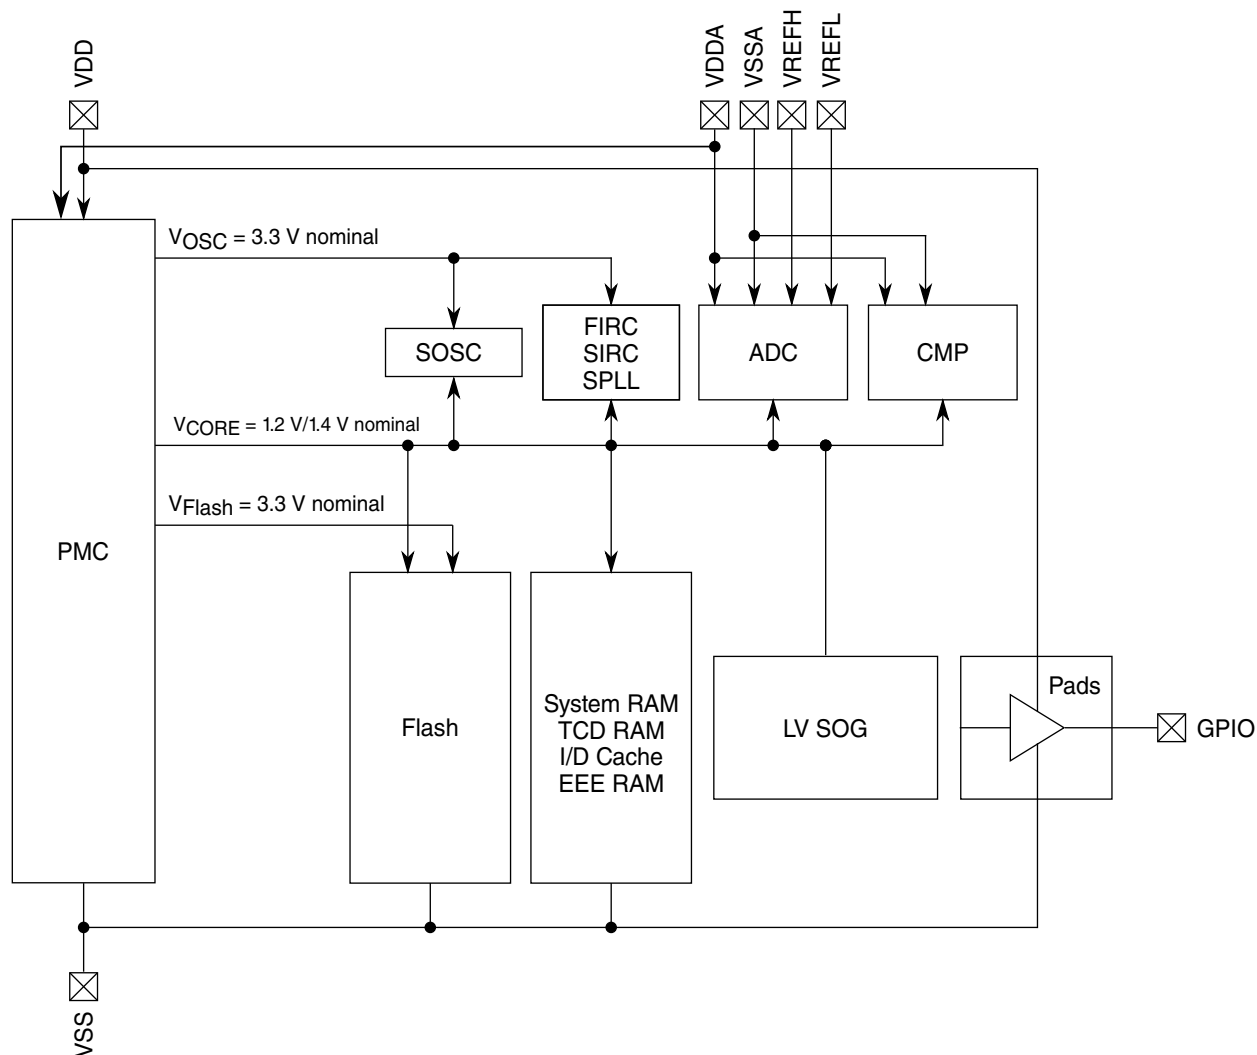 VDD
VDDA
VSSA
VREFH
VREFL
VOSC = 3.3 V nominal
SOSC
FIRC
SIRC
SPLL
ADC
CMP
VCORE = 1.2 V/1.4 V nominal
VFlash = 3.3 V nominal
PMC
Flash
System RAM
TCD RAM
I/D Cache
EEE RAM
LV SOG
Pads
GPIO
VSS